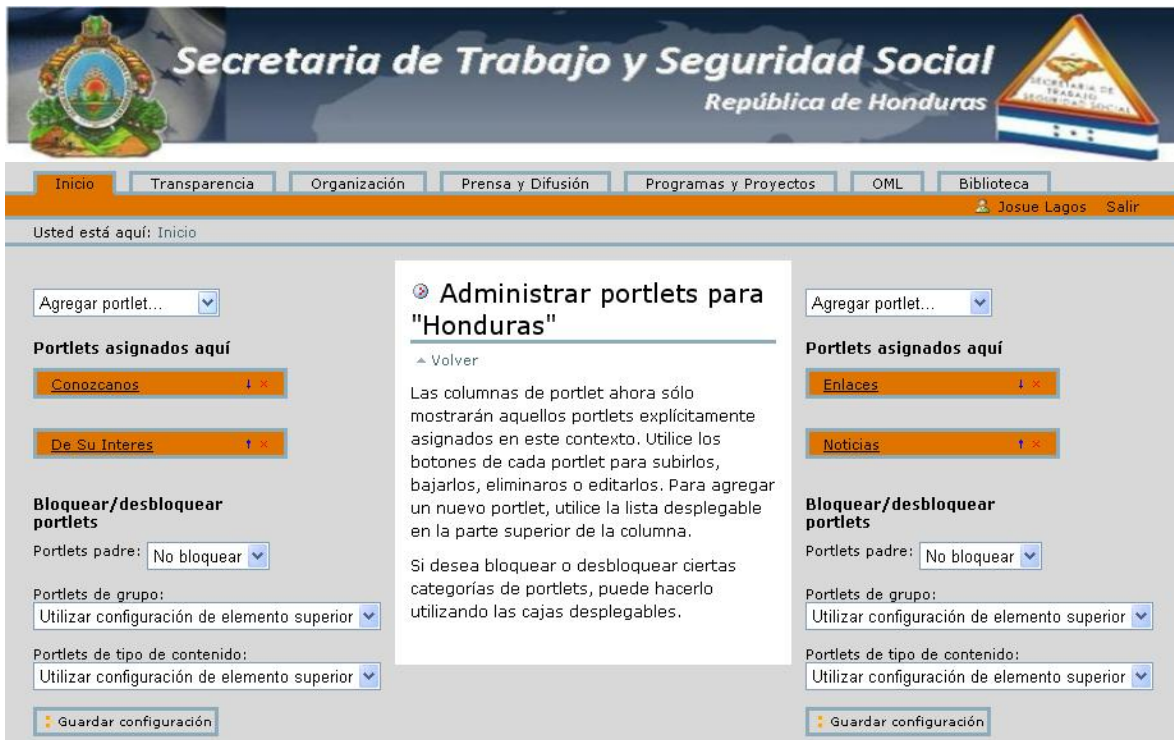 Secretaria de Trabajo y Seguridad Social
República de Honduras
SECRETARIA DE
TRABAJO
SEGURIDAD SOCIAL
Inicio Transparencia Organización Prensa y Difusión Programas y Proyectos OML Biblioteca
Josue Lagos Salir
Usted está aquí: Inicio
Agregar portlet...
Portlets asignados aquí
Conozcanos
De Su Interes
Bloquear/desbloquear
portlets
Portlets padre: No bloquear
Portlets de grupo:
Utilizar configuración de elemento superior
Portlets de tipo de contenido:
Utilizar configuración de elemento superior
Guardar configuración
Administrar portlets para
"Honduras"
Volver
Las columnas de portlet ahora sólo
mostrarán aquellos portlets explícitamente
asignados en este contexto. Utilice los
botones de cada portlet para subirlos,
bajarlos, eliminaros o editarlos. Para agregar
un nuevo portlet, utilice la lista desplegable
en la parte superior de la columna.
Si desea bloquear o desbloquear ciertas
categorías de portlets, puede hacerlo
utilizando las cajas desplegables.
Agregar portlet...
Portlets asignados aquí
Enlaces
Noticias
Bloquear/desbloquear
portlets
Portlets padre: No bloquear
Portlets de grupo:
Utilizar configuración de elemento superior
Portlets de tipo de contenido:
Utilizar configuración de elemento superior
Guardar configuración